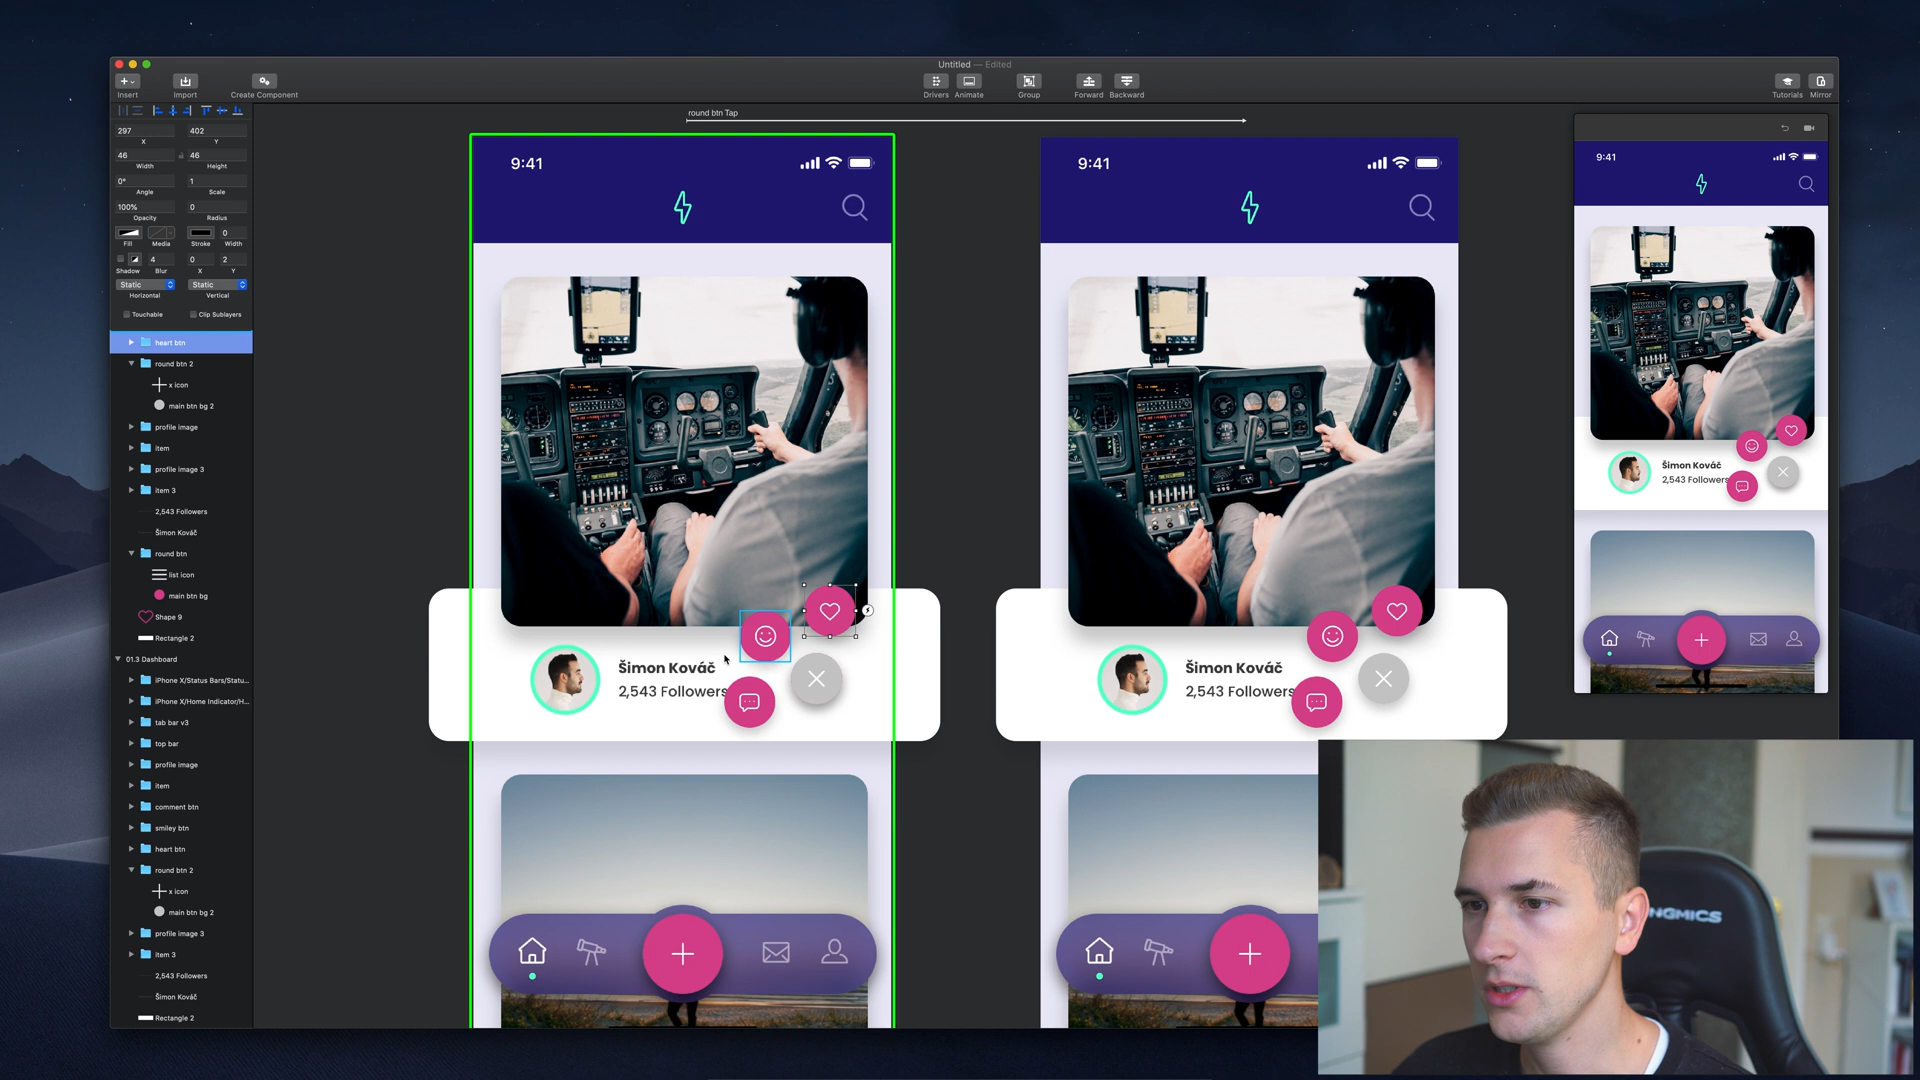 Untitled — Edited
Insert
Import
Create Component
Drivers
Animate
Group
Forward
Backward
Tutorials
Mirror
297
402
X
Y
46
46
Width
Height
0°
1
Angle
Scale
100%
0
Opacity
Radius
0
Fill
Media
Stroke
Width
4
0
2
Shadow
Blur
X
Y
Static
Static
Horizontal
Vertical
Touchable
Clip Sublayers
heart btn
round btn 2
x icon
main btn bg 2
profile image
item
profile image 3
item 3
2,543 Followers
Šimon Kováč
round btn
list icon
main btn bg
Shape 9
Rectangle 2
01.3 Dashboard
iPhone X/Status Bars/Statu...
iPhone X/Home Indicator/H...
tab bar v3
top bar
profile image
item
comment btn
smiley btn
heart btn
round btn 2
x icon
main btn bg 2
profile image 3
item 3
2,543 Followers
Šimon Kováč
Rectangle 2
round btn Tap
9:41
Šimon Kováč
2,543 Followers
9:41
Šimon Kováč
2,543 Followers
9:41
Šimon Kováč
2,543 Followers
NGMICS